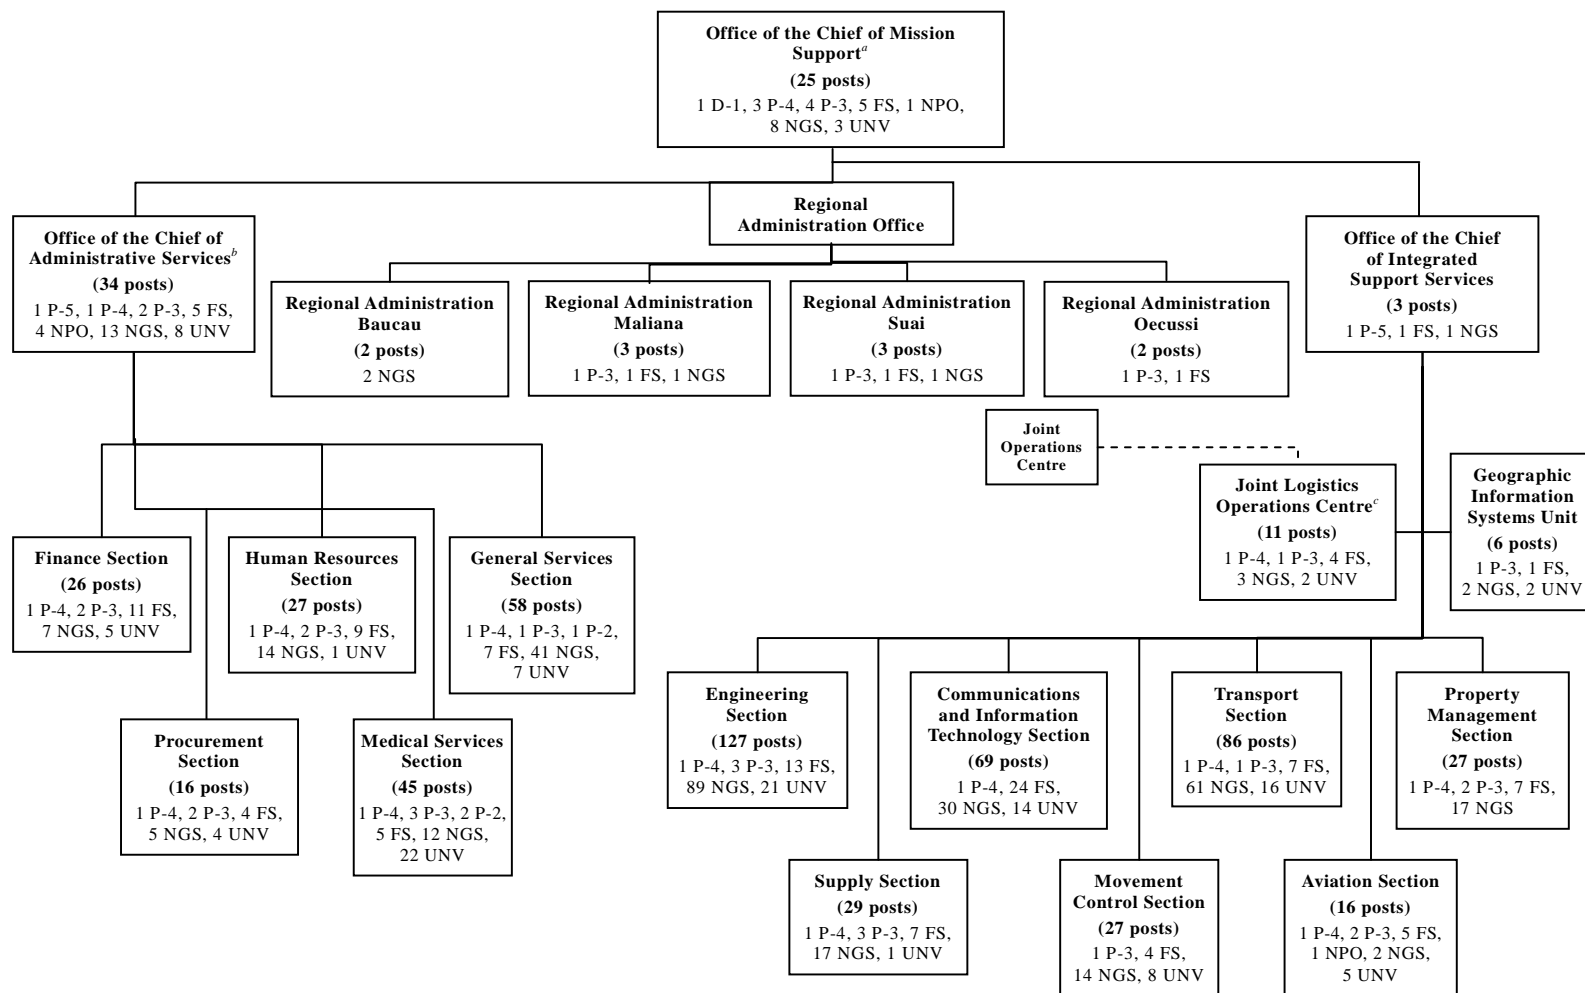 Office of the Chief of Mission
Support^a
(25 posts)
1 D-1, 3 P-4, 4 P-3, 5 FS, 1 NPO,
8 NGS, 3 UNV
Office of the Chief of
Administrative Services^b
(34 posts)
1 P-5, 1 P-4, 2 P-3, 5 FS,
4 NPO, 13 NGS, 8 UNV
Regional
Administration Office
Office of the Chief
of Integrated
Support Services
(3 posts)
1 P-5, 1 FS, 1 NGS
Regional Administration
Baucau
(2 posts)
2 NGS
Regional Administration
Maliana
(3 posts)
1 P-3, 1 FS, 1 NGS
Regional Administration
Suai
(3 posts)
1 P-3, 1 FS, 1 NGS
Regional Administration
Oecussi
(2 posts)
1 P-3, 1 FS
Joint
Operations
Centre
Joint Logistics
Operations Centre^c
(11 posts)
1 P-4, 1 P-3, 4 FS,
3 NGS, 2 UNV
Geographic
Information
Systems Unit
(6 posts)
1 P-3, 1 FS,
2 NGS, 2 UNV
Finance Section
(26 posts)
1 P-4, 2 P-3, 11 FS,
7 NGS, 5 UNV
Human Resources
Section
(27 posts)
1 P-4, 2 P-3, 9 FS,
14 NGS, 1 UNV
General Services
Section
(58 posts)
1 P-4, 1 P-3, 1 P-2,
7 FS, 41 NGS,
7 UNV
Procurement
Section
(16 posts)
1 P-4, 2 P-3, 4 FS,
5 NGS, 4 UNV
Medical Services
Section
(45 posts)
1 P-4, 3 P-3, 2 P-2,
5 FS, 12 NGS,
22 UNV
Engineering
Section
(127 posts)
1 P-4, 3 P-3, 13 FS,
89 NGS, 21 UNV
Communications
and Information
Technology Section
(69 posts)
1 P-4, 24 FS,
30 NGS, 14 UNV
Transport
Section
(86 posts)
1 P-4, 1 P-3, 7 FS,
61 NGS, 16 UNV
Property
Management
Section
(27 posts)
1 P-4, 2 P-3, 7 FS,
17 NGS
Supply Section
(29 posts)
1 P-4, 3 P-3, 7 FS,
17 NGS, 1 UNV
Movement
Control Section
(27 posts)
1 P-3, 4 FS,
14 NGS, 8 UNV
Aviation Section
(16 posts)
1 P-4, 2 P-3, 5 FS,
1 NPO, 2 NGS,
5 UNV